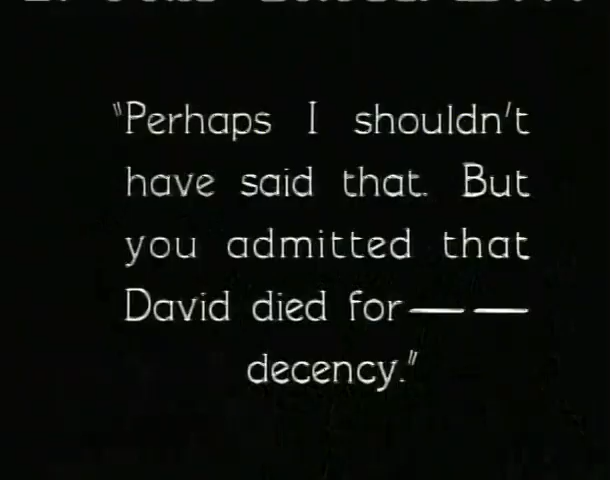 "Perhaps I shouldn't
have said that. But
you admitted that
David died for — —
decency."